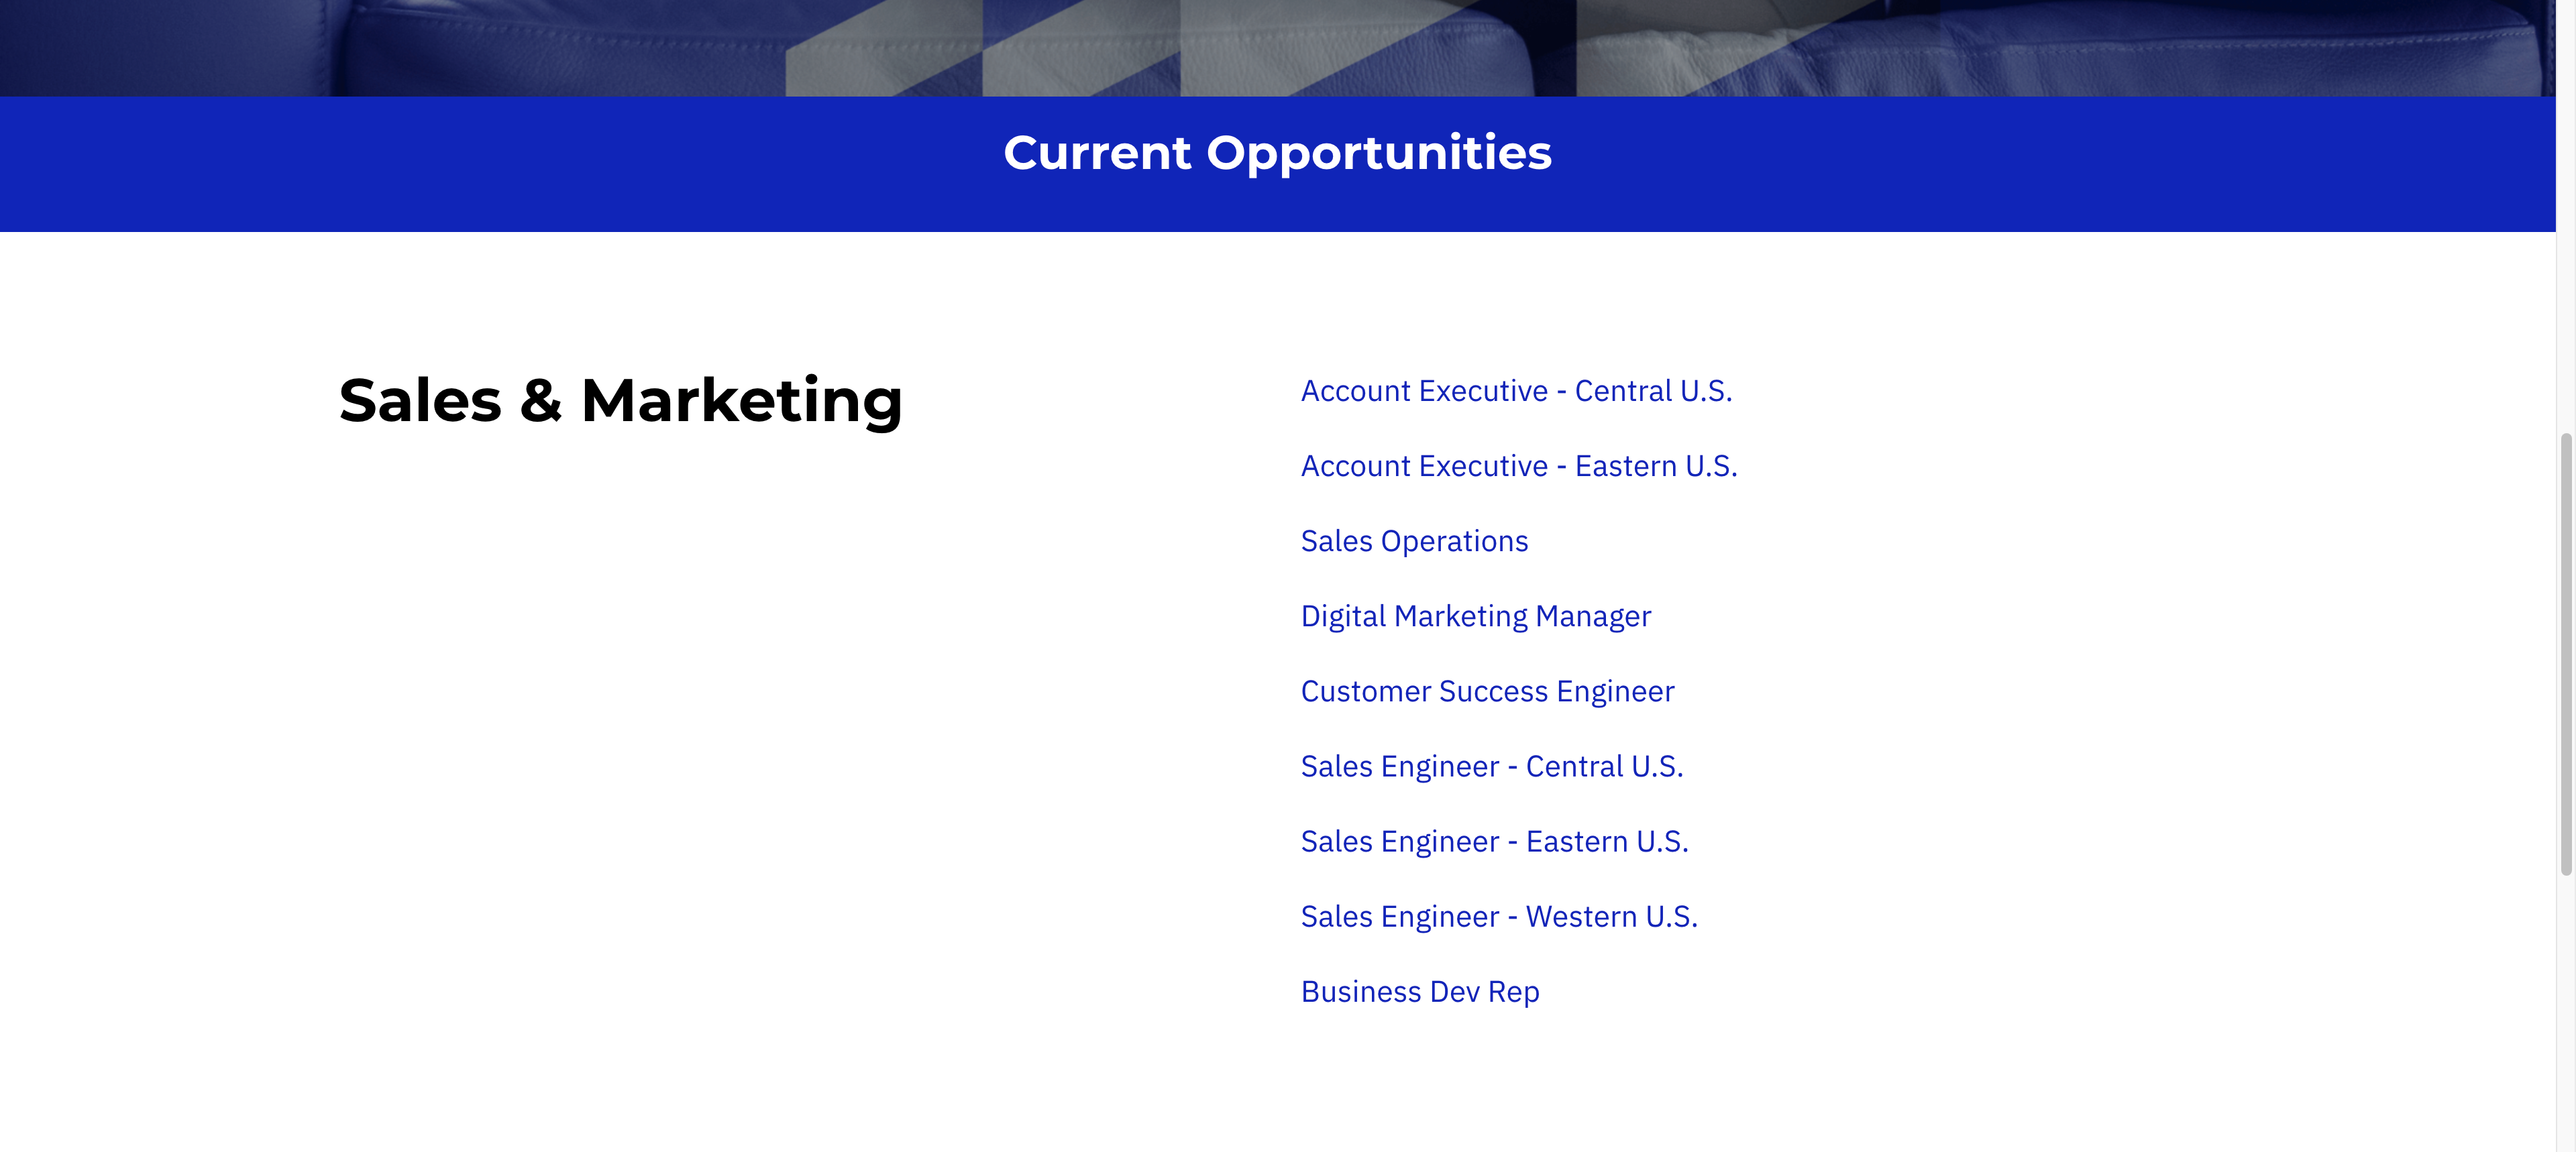 Current Opportunities
Sales & Marketing
Account Executive - Central U.S.
Account Executive - Eastern U.S.
Sales Operations
Digital Marketing Manager
Customer Success Engineer
Sales Engineer - Central U.S.
Sales Engineer - Eastern U.S.
Sales Engineer - Western U.S.
Business Dev Rep